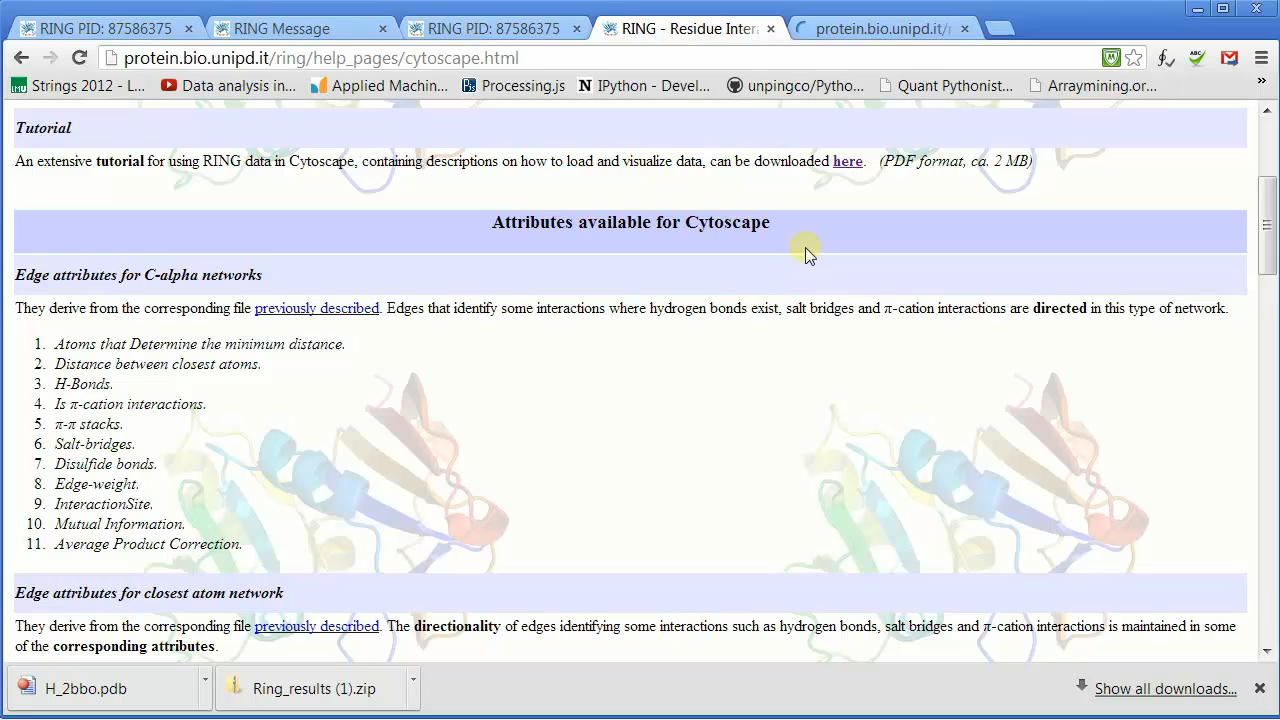 RING PID: 87586375
RING Message
RING PID: 87586375
RING - Residue Inter
protein.bio.unipd.it/
protein.bio.unipd.it/ring/help_pages/cytoscape.html
Strings 2012 - L...
Data analysis in...
Applied Machin...
Processing.js
IPython - Devel...
unpingco/Pytho...
Quant Pythonist...
Arraymining.or...
»
Tutorial
An extensive tutorial for using RING data in Cytoscape, containing descriptions on how to load and visualize data, can be downloaded here. (PDF format, ca. 2 MB)
Attributes available for Cytoscape
Edge attributes for C-alpha networks
They derive from the corresponding file previously described. Edges that identify some interactions where hydrogen bonds exist, salt bridges and π-cation interactions are directed in this type of network.
1. Atoms that Determine the minimum distance.
2. Distance between closest atoms.
3. H-Bonds.
4. Is π-cation interactions.
5. π-π stacks.
6. Salt-bridges.
7. Disulfide bonds.
8. Edge-weight.
9. InteractionSite.
10. Mutual Information.
11. Average Product Correction.
Edge attributes for closest atom network
They derive from the corresponding file previously described. The directionality of edges identifying some interactions such as hydrogen bonds, salt bridges and π-cation interactions is maintained in some
of the corresponding attributes.
H_2bbo.pdb
Ring_results (1).zip
Show all downloads...